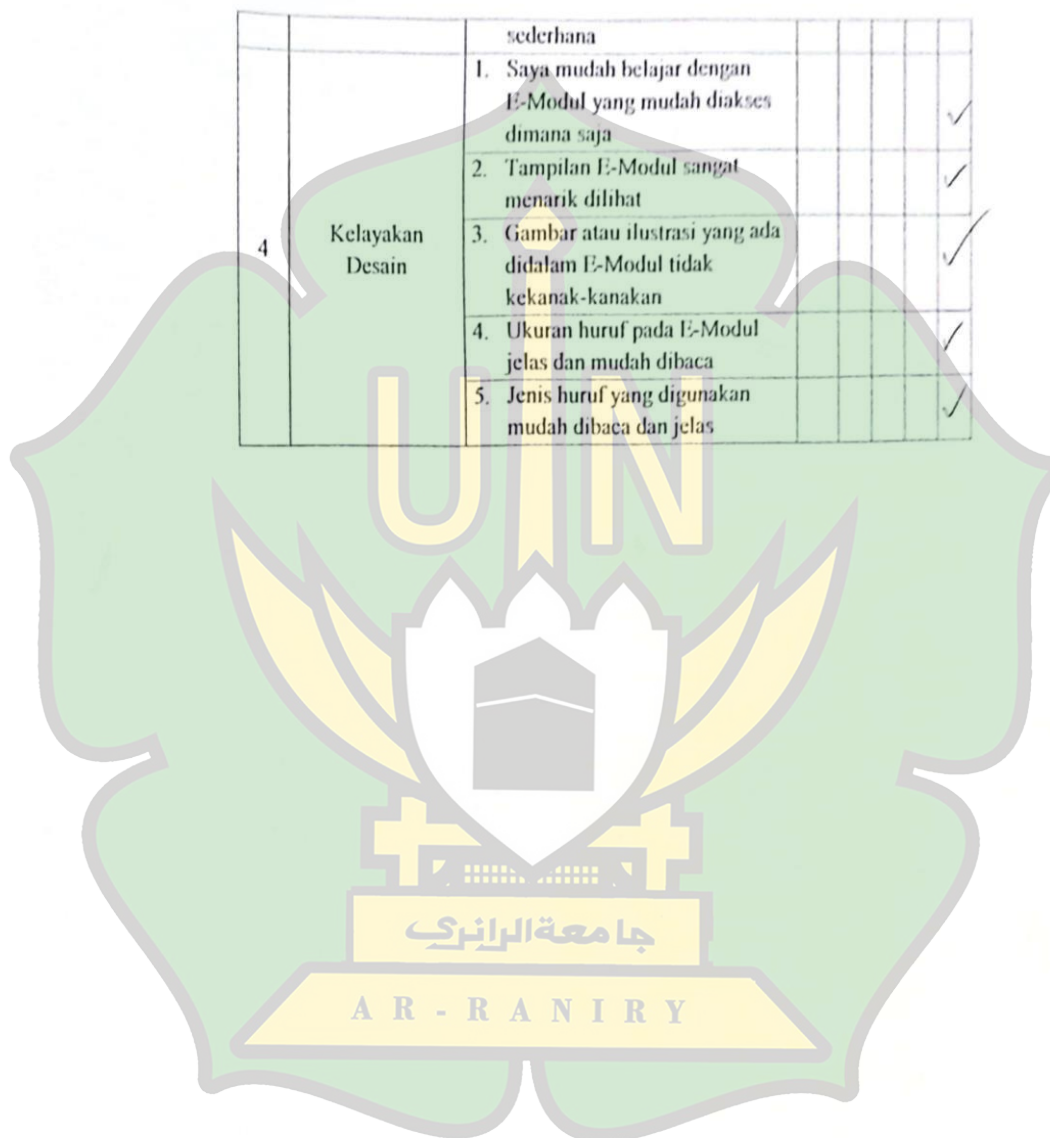 sederhana
1. Saya mudah belajar dengan
E-Modul yang mudah diakses
dimana saja
2. Tampilan E-Modul sangat
menarik dilihat
4
Kelayakan
Desain
3. Gambar atau ilustrasi yang ada
didalam E-Modul tidak
kekanak-kanakan
4. Ukuran huruf pada E-Modul
jelas dan mudah dibaca
5. Jenis huruf yang digunakan
mudah dibaca dan jelas
UIN
جامعة الرانري
AR-RANIRY